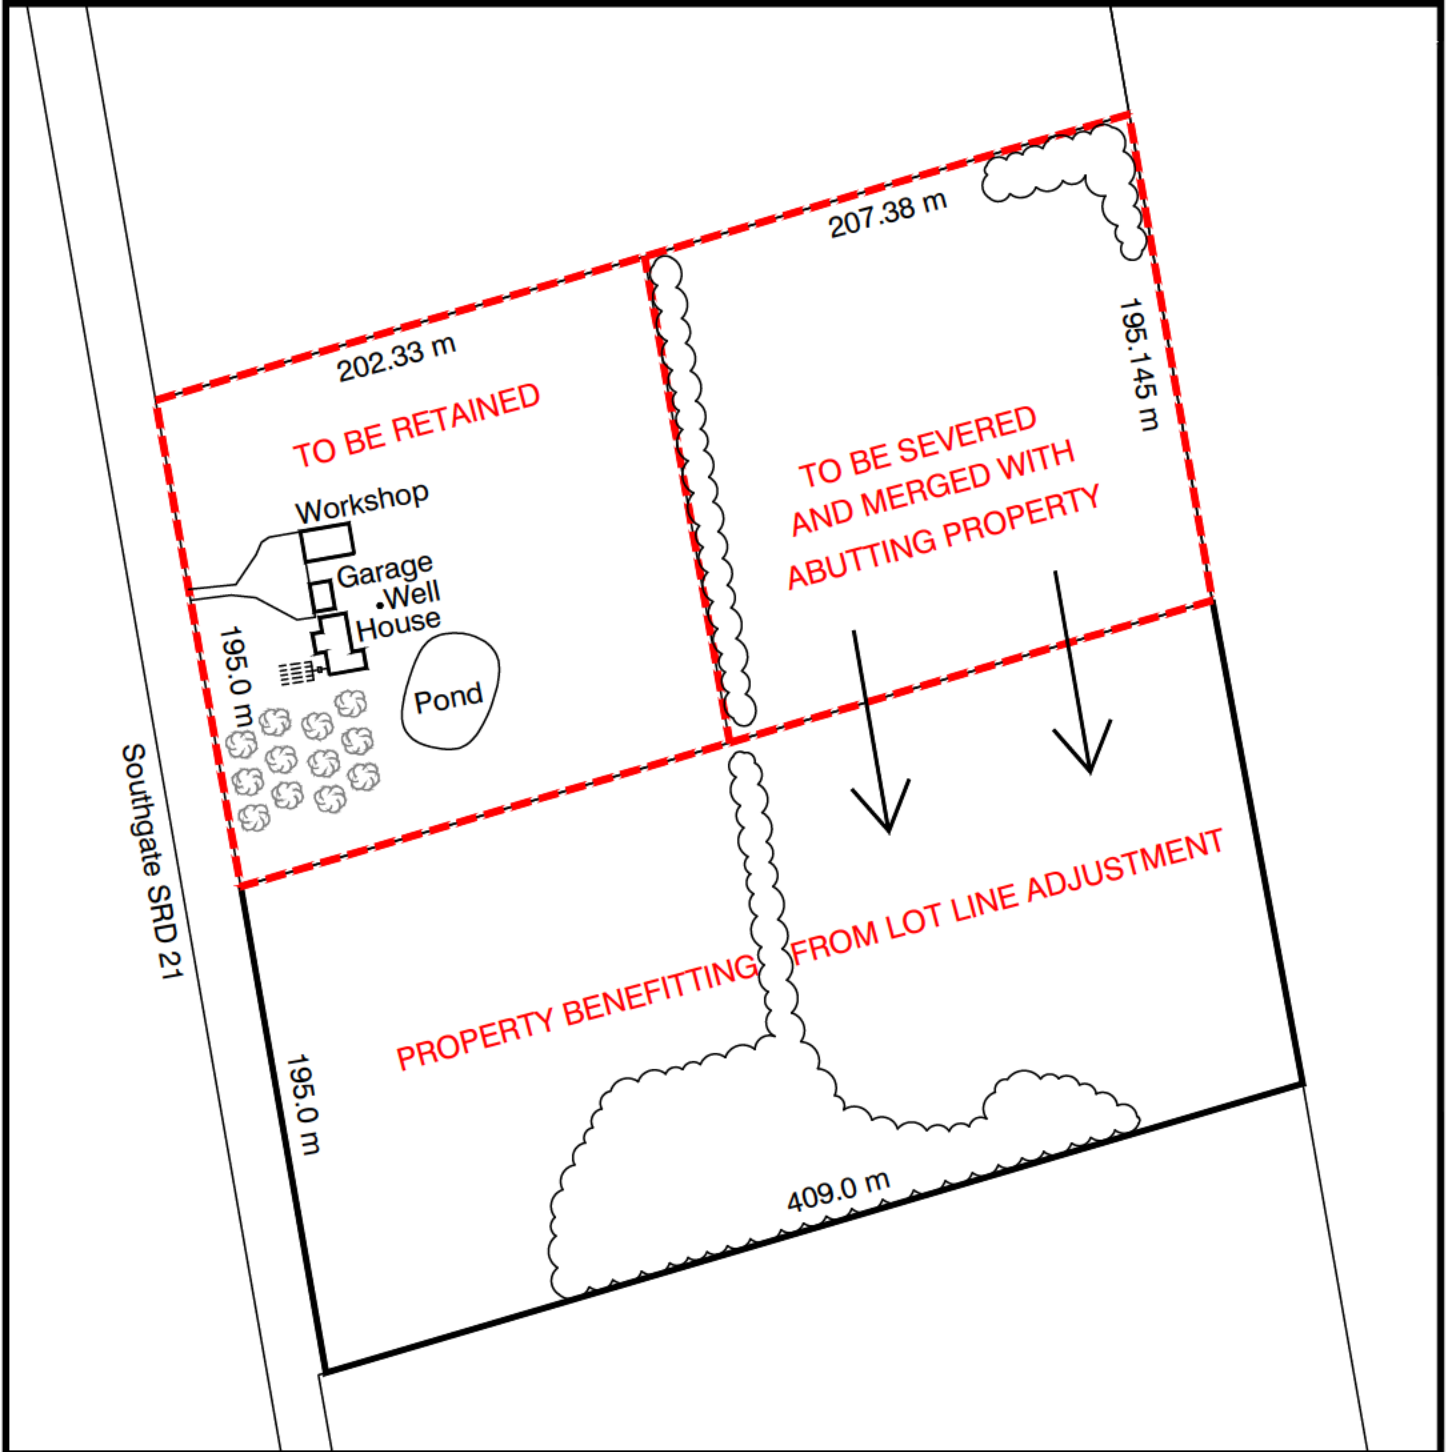 207.38 m
202.33 m
195.145 m
TO BE RETAINED
TO BE SEVERED
AND MERGED WITH
ABUTTING PROPERTY
Workshop
Garage
Well
House
Pond
195.0 m
Southgate SRD 21
PROPERTY BENEFITTING FROM LOT LINE ADJUSTMENT
195.0 m
409.0 m